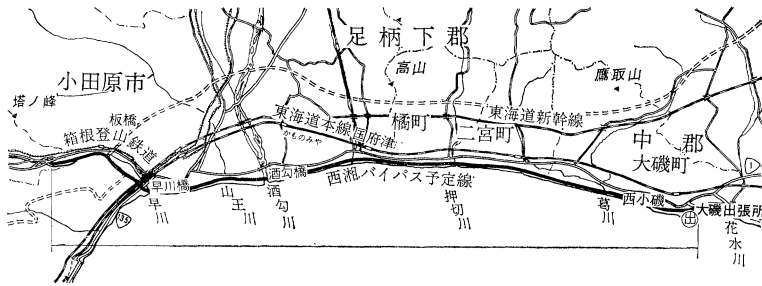 足柄下郡
高山
鷹取山
小田原市
塔ノ峰
板橋
箱根登山鉄道
東海道本線国府津
かものみや
橘町
二宮町
東海道新幹線
中郡
大磯町
1
早川橋
早川
135
山王川
酒匂橋
酒匂川
西湘バイパス予定線
押切川
葛川
西小磯
出
大磯出張所
花水川